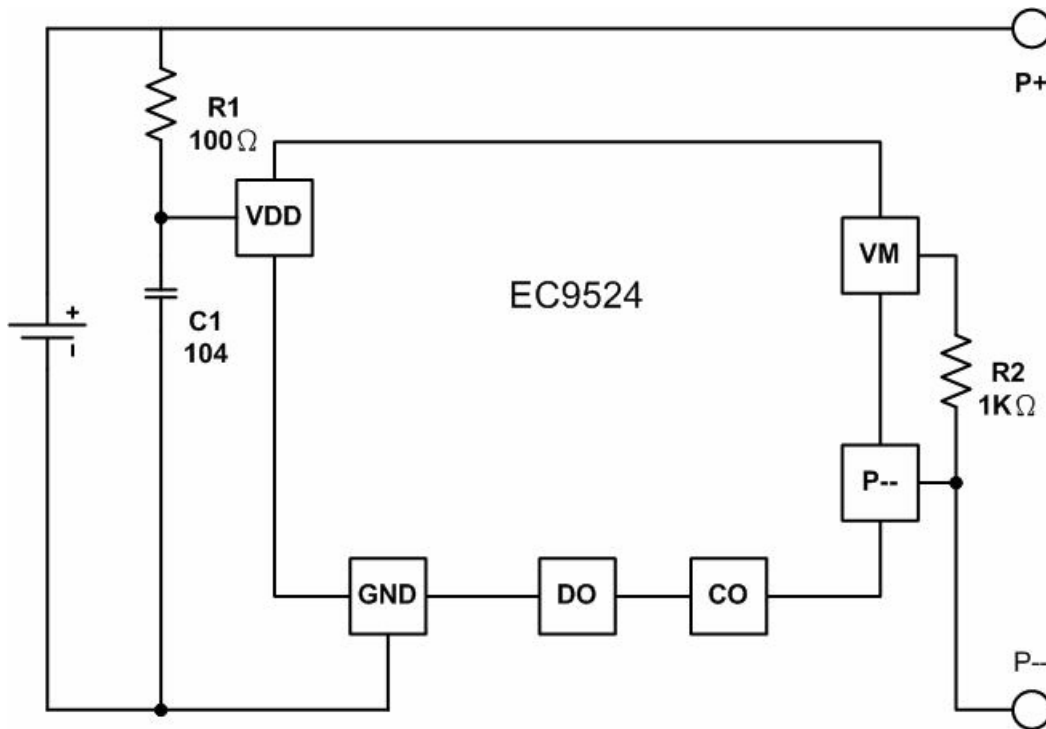 P+
R1
100Ω
VDD
VM
EC9524
+
C1
104
R2
1KΩ
P--
GND
DO
CO
P--